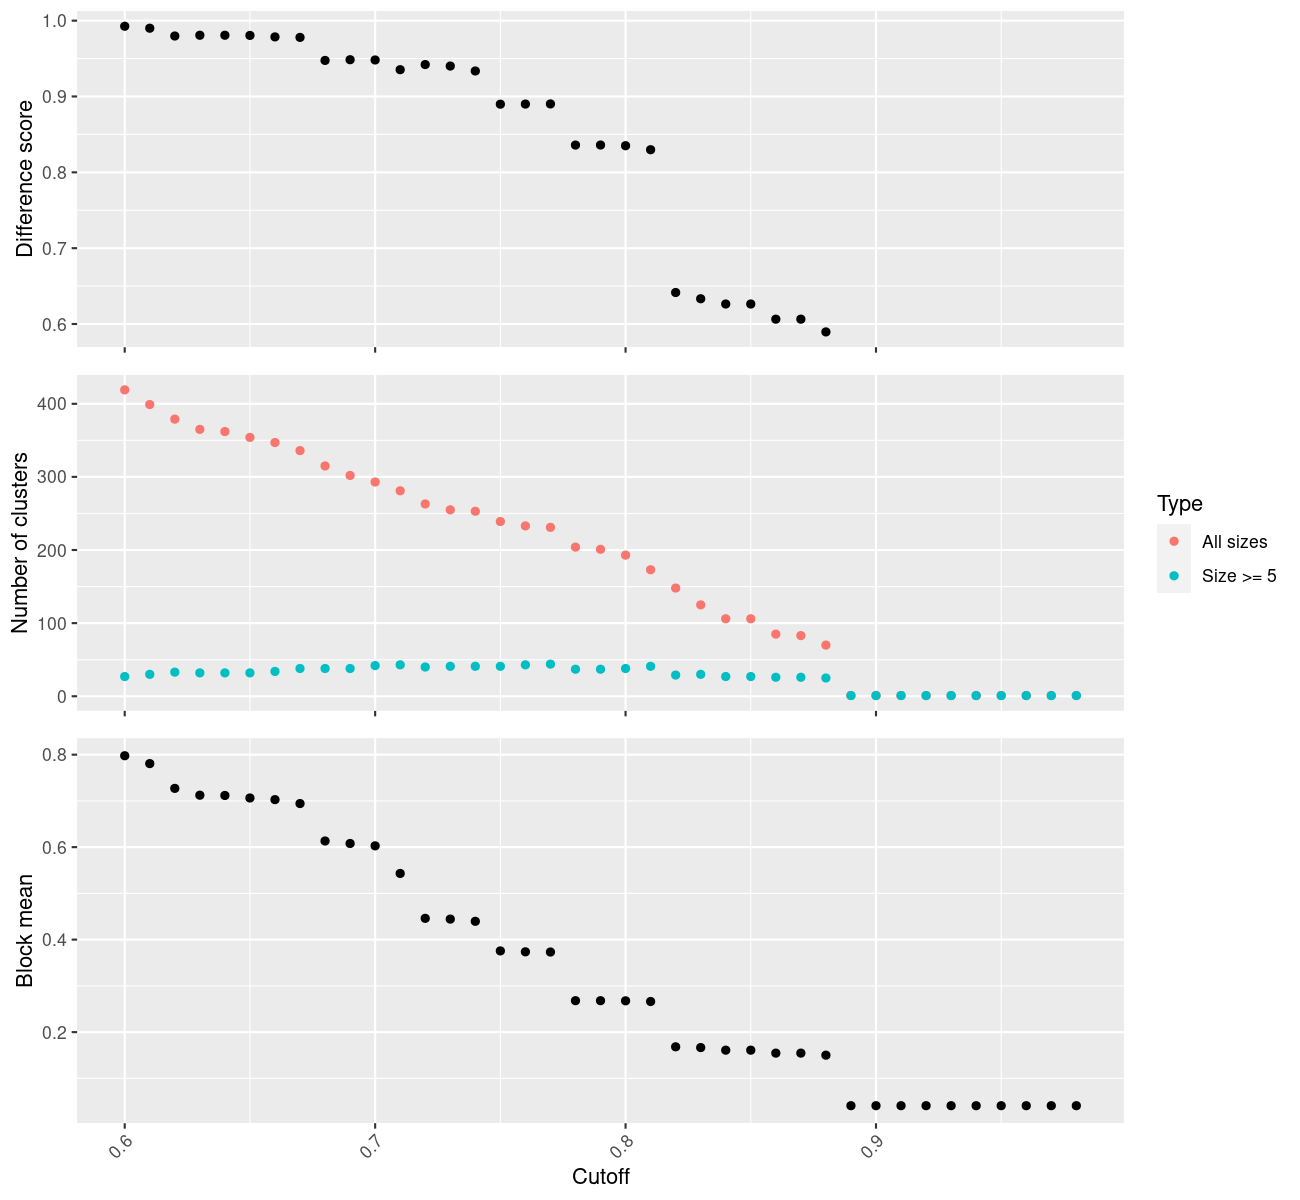 Difference score
1.0
0.9
0.8
0.7
0.6
Number of clusters
400
300
200
100
0
Type
All sizes
Size >= 5
Block mean
0.8
0.6
0.4
0.2
0.6
0.7
0.8
0.9
Cutoff